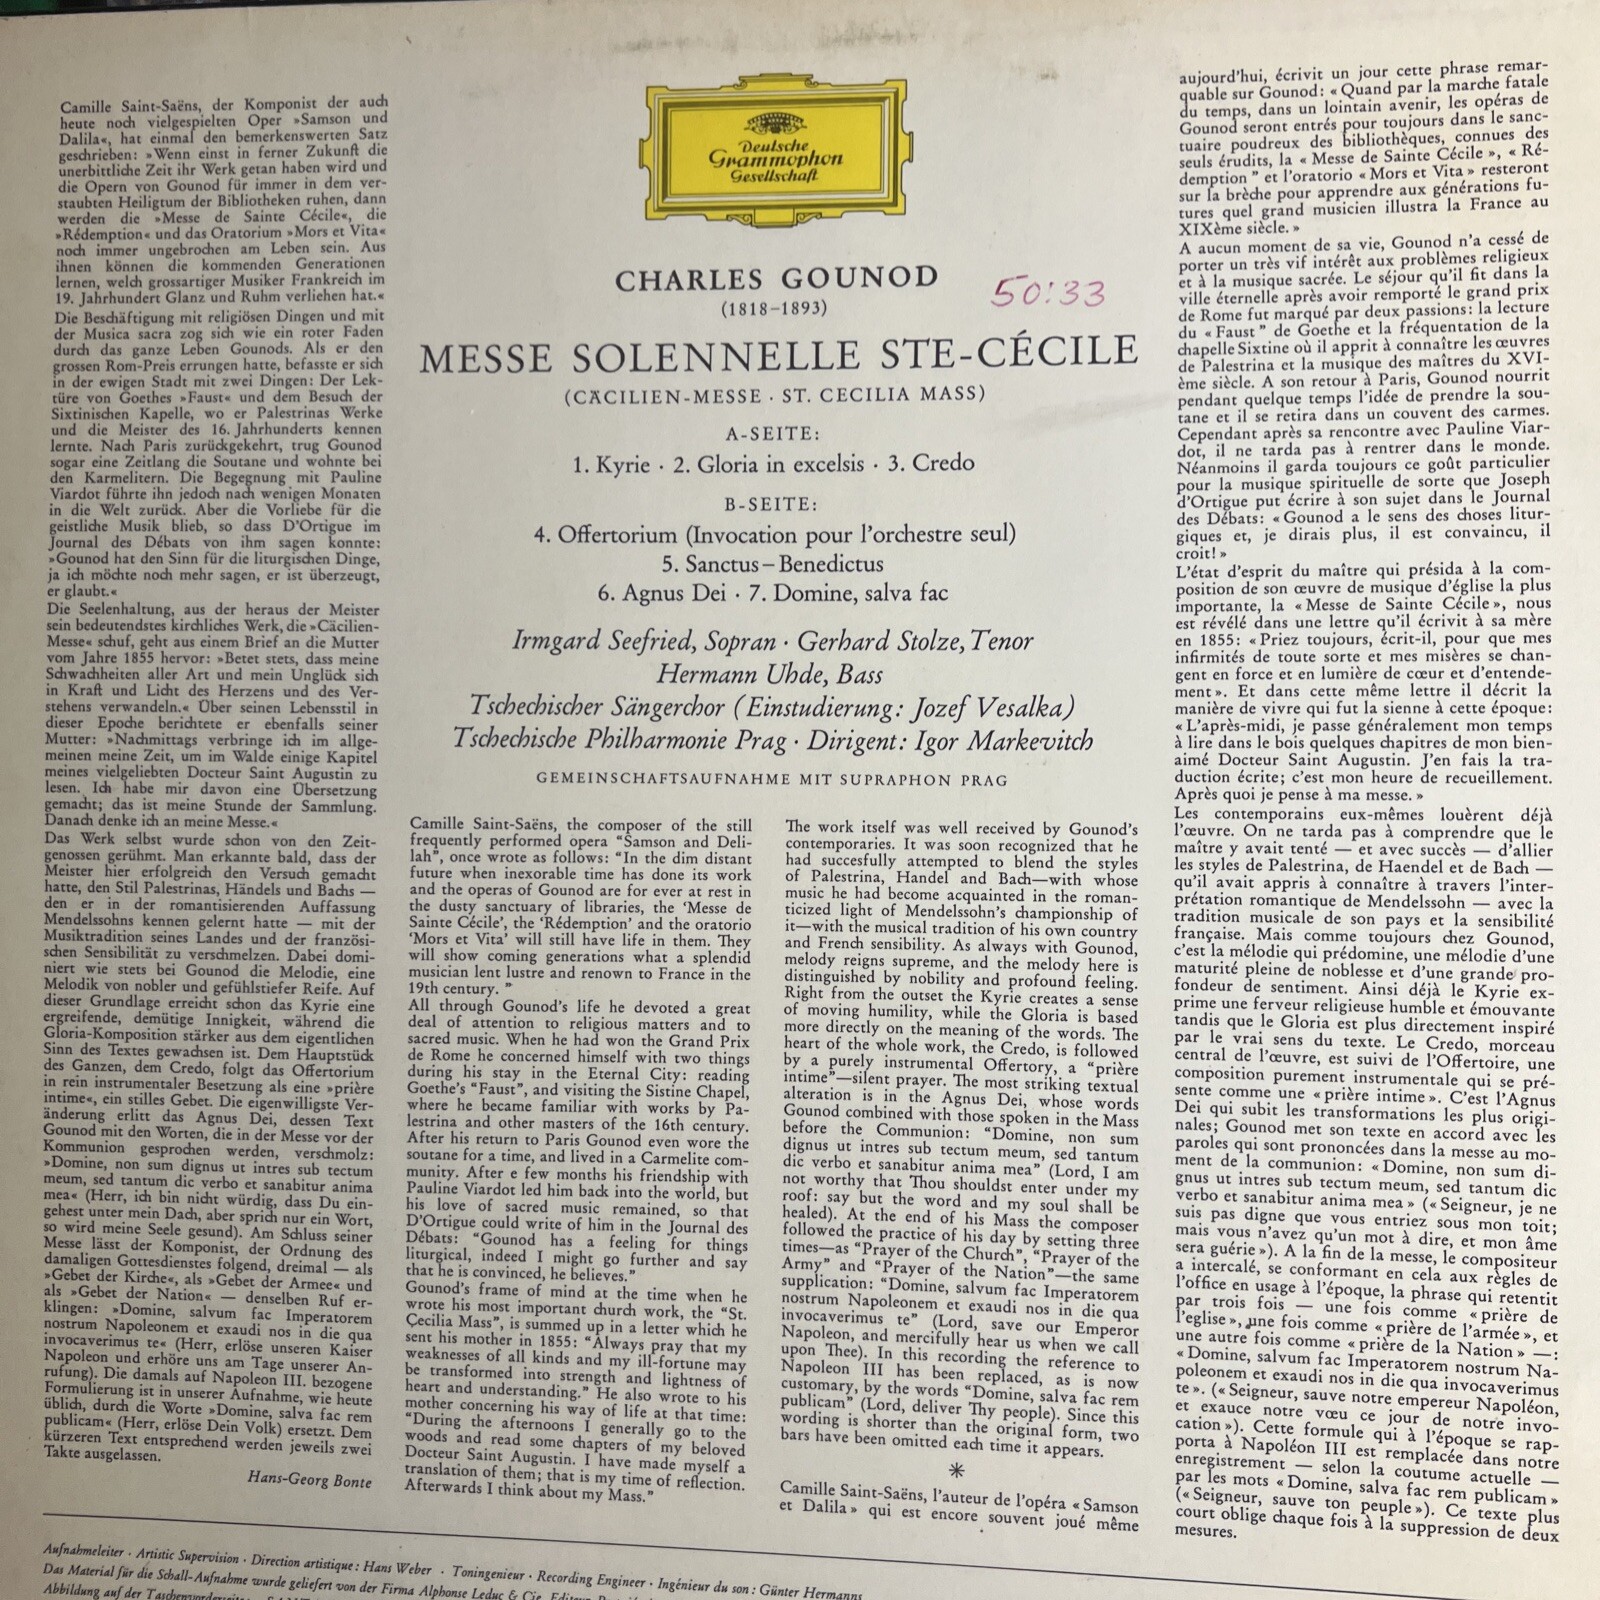 Deutsche
Grammophon
Gesellschaft
CHARLES GOUNOD
(1818–1893)
50:33
MESSE SOLENNELLE STE-CÉCILE
(CÄCILIEN-MESSE · ST. CECILIA MASS)
A-SEITE:
1. Kyrie · 2. Gloria in excelsis · 3. Credo
B-SEITE:
4. Offertorium (Invocation pour l'orchestre seul)
5. Sanctus – Benedictus
6. Agnus Dei · 7. Domine, salva fac
Irmgard Seefried, Sopran · Gerhard Stolze, Tenor
Hermann Uhde, Bass
Tschechischer Sängerchor (Einstudierung: Jozef Vesalka)
Tschechische Philharmonie Prag · Dirigent: Igor Markevitch
GEMEINSCHAFTSAUFNAHME MIT SUPRAPHON PRAG
Camille Saint-Saëns, der Komponist der auch
heute noch vielgespielten Oper »Samson und
Dalila«, hat einmal den bemerkenswerten Satz
geschrieben: »Wenn einst in ferner Zukunft die
unerbittliche Zeit ihr Werk getan haben wird und
die Opern von Gounod für immer in dem ver-
staubten Heiligtum der Bibliotheken ruhen, dann
werden die »Messe de Sainte Cécile«, die
»Rédemption« und das Oratorium »Mors et Vita«
noch immer ungebrochen am Leben sein. Aus
ihnen können die kommenden Generationen
lernen, welch grossartiger Musiker Frankreich im
19. Jahrhundert Glanz und Ruhm verliehen hat.«
Die Beschäftigung mit religiösen Dingen und mit
der Musica sacra zog sich wie ein roter Faden
durch das ganze Leben Gounods. Als er den
grossen Rom-Preis errungen hatte, befasste er sich
in der ewigen Stadt mit zwei Dingen: Der Lek-
türe von Goethes »Faust« und dem Besuch der
Sixtinischen Kapelle, wo er Palestrinas Werke
und die Meister des 16. Jahrhunderts kennen
lernte. Nach Paris zurückgekehrt, trug Gounod
sogar eine Zeitlang die Soutane und wohnte bei
den Karmelitern. Die Begegnung mit Pauline
Viardot führte ihn jedoch nach wenigen Monaten
in die Welt zurück. Aber die Vorliebe für die
geistliche Musik blieb, so dass D'Ortigue im
Journal des Débats von ihm sagen konnte:
»Gounod hat den Sinn für die liturgischen Dinge,
ja ich möchte noch mehr sagen, er ist überzeugt,
er glaubt.«
Die Seelenhaltung, aus der heraus der Meister
sein bedeutendstes kirchliches Werk, die »Cäcilien-
Messe« schuf, geht aus einem Brief an die Mutter
vom Jahre 1855 hervor: »Betet stets, dass meine
Schwachheiten aller Art und mein Unglück sich
in Kraft und Licht des Herzens und des Ver-
stehens verwandeln.« Über seinen Lebensstil in
dieser Epoche berichtete er ebenfalls seiner
Mutter: »Nachmittags verbringe ich im allge-
meinen meine Zeit, um im Walde einige Kapitel
meines vielgeliebten Docteur Saint Augustin zu
lesen. Ich habe mir davon eine Übersetzung
gemacht; das ist meine Stunde der Sammlung.
Danach denke ich an meine Messe.«
Das Werk selbst wurde schon von den Zeit-
genossen gerühmt. Man erkannte bald, dass der
Meister hier erfolgreich den Versuch gemacht
hatte, den Stil Palestrinas, Händels und Bachs —
den er in der romantisierenden Auffassung
Mendelssohns kennen gelernt hatte — mit der
Musiktradition seines Landes und der französi-
schen Sensibilität zu verschmelzen. Dabei domi-
niert wie stets bei Gounod die Melodie, eine
Melodik von nobler und gefühlstiefer Reife. Auf
dieser Grundlage erreicht schon das Kyrie eine
ergreifende, demütige Innigkeit, während die
Gloria-Komposition stärker aus dem eigentlichen
Sinn des Textes gewachsen ist. Dem Hauptstück
des Ganzen, dem Credo, folgt das Offertorium
in rein instrumentaler Besetzung als eine »prière
intime«, ein stilles Gebet. Die eigenwilligste Ver-
änderung erlitt das Agnus Dei, dessen Text
Gounod mit den Worten, die in der Messe vor der
Kommunion gesprochen werden, verschmolz:
»Domine, non sum dignus ut intres sub tectum
meum, sed tantum dic verbo et sanabitur anima
mea« (Herr, ich bin nicht würdig, dass Du ein-
gehest unter mein Dach, aber sprich nur ein Wort,
so wird meine Seele gesund). Am Schluss seiner
Messe lässt der Komponist, der Ordnung des
damaligen Gottesdienstes folgend, dreimal — als
»Gebet der Kirche«, als »Gebet der Armee« und
als »Gebet der Nation« — denselben Ruf er-
klingen: »Domine, salvum fac Imperatorem
nostrum Napoleonem et exaudi nos in die qua
invocaverimus te« (Herr, erlöse unseren Kaiser
Napoleon und erhöre uns am Tage unserer An-
rufung). Die damals auf Napoleon III. bezogene
Formulierung ist in unserer Aufnahme, wie heute
üblich, durch die Worte »Domine, salva fac rem
publicam« (Herr, erlöse Dein Volk) ersetzt. Dem
kürzeren Text entsprechend werden jeweils zwei
Takte ausgelassen.
Hans-Georg Bonte
Camille Saint-Saëns, the composer of the still
frequently performed opera “Samson and Deli-
lah”, once wrote as follows: “In the dim distant
future when inexorable time has done its work
and the operas of Gounod are for ever at rest in
the dusty sanctuary of libraries, the ‘Messe de
Sainte Cécile’, the ‘Rédemption’ and the oratorio
‘Mors et Vita’ will still have life in them. They
will show coming generations what a splendid
musician lent lustre and renown to France in the
19th century. ”
All through Gounod's life he devoted a great
deal of attention to religious matters and to
sacred music. When he had won the Grand Prix
de Rome he concerned himself with two things
during his stay in the Eternal City: reading
Goethe's “Faust”, and visiting the Sistine Chapel,
where he became familiar with works by Pa-
lestrina and other masters of the 16th century.
After his return to Paris Gounod even wore the
soutane for a time, and lived in a Carmelite com-
munity. After e few months his friendship with
Pauline Viardot led him back into the world, but
his love of sacred music remained, so that
D'Ortigue could write of him in the Journal des
Débats: “Gounod has a feeling for things
liturgical, indeed I might go further and say
that he is convinced, he believes.”
Gounod's frame of mind at the time when he
wrote his most important church work, the “St.
Cecilia Mass”, is summed up in a letter which he
sent his mother in 1855: “Always pray that my
weaknesses of all kinds and my ill-fortune may
be transformed into strength and lightness of
heart and understanding.” He also wrote to his
mother concerning his way of life at that time:
“During the afternoons I generally go to the
woods and read some chapters of my beloved
Docteur Saint Augustin. I have made myself a
translation of them; that is my time of reflection.
Afterwards I think about my Mass.”
The work itself was well received by Gounod's
contemporaries. It was soon recognized that he
had succesfully attempted to blend the styles
of Palestrina, Handel and Bach—with whose
music he had become acquainted in the roman-
ticized light of Mendelssohn's championship of
it—with the musical tradition of his own country
and French sensibility. As always with Gounod,
melody reigns supreme, and the melody here is
distinguished by nobility and profound feeling.
Right from the outset the Kyrie creates a sense
of moving humility, while the Gloria is based
more directly on the meaning of the words. The
heart of the whole work, the Credo, is followed
by a purely instrumental Offertory, a “prière
intime”—silent prayer. The most striking textual
alteration is in the Agnus Dei, whose words
Gounod combined with those spoken in the Mass
before the Communion: “Domine, non sum
dignus ut intres sub tectum meum, sed tantum
dic verbo et sanabitur anima mea” (Lord, I am
not worthy that Thou shouldst enter under my
roof: say but the word and my soul shall be
healed). At the end of his Mass the composer
followed the practice of his day by setting three
times—as “Prayer of the Church”, “Prayer of the
Army” and “Prayer of the Nation”—the same
supplication: “Domine, salvum fac Imperatorem
nostrum Napoleonem et exaudi nos in die qua
invocaverimus te” (Lord, save our Emperor
Napoleon, and mercifully hear us when we call
upon Thee). In this recording the reference to
Napoleon III has been replaced, as is now
customary, by the words “Domine, salva fac rem
publicam” (Lord, deliver Thy people). Since this
wording is shorter than the original form, two
bars have been omitted each time it appears.
*
Camille Saint-Saëns, l'auteur de l'opéra « Samson
et Dalila » qui est encore souvent joué même
aujourd'hui, écrivit un jour cette phrase remar-
quable sur Gounod: « Quand par la marche fatale
du temps, dans un lointain avenir, les opéras de
Gounod seront entrés pour toujours dans le sanc-
tuaire poudreux des bibliothèques, connues des
seuls érudits, la « Messe de Sainte Cécile », « Ré-
demption ” et l'oratorio « Mors et Vita » resteront
sur la brèche pour apprendre aux générations fu-
tures quel grand musicien illustra la France au
XIXème siècle. »
A aucun moment de sa vie, Gounod n'a cessé de
porter un très vif intérêt aux problèmes religieux
et à la musique sacrée. Le séjour qu'il fit dans la
ville éternelle après avoir remporté le grand prix
de Rome fut marqué par deux passions: la lecture
du « Faust ” de Goethe et la fréquentation de la
chapelle Sixtine où il apprit à connaître les œuvres
de Palestrina et la musique des maîtres du XVI-
ème siècle. A son retour à Paris, Gounod nourrit
pendant quelque temps l'idée de prendre la sou-
tane et il se retira dans un couvent des carmes.
Cependant après sa rencontre avec Pauline Viar-
dot, il ne tarda pas à rentrer dans le monde.
Néanmoins il garda toujours ce goût particulier
pour la musique spirituelle de sorte que Joseph
d'Ortigue put écrire à son sujet dans le Journal
des Débats: « Gounod a le sens des choses litur-
giques et, je dirais plus, il est convaincu, il
croit! »
L'état d'esprit du maître qui présida à la com-
position de son œuvre de musique d'église la plus
importante, la « Messe de Sainte Cécile », nous
est révélé dans une lettre qu'il écrivit à sa mère
en 1855: « Priez toujours, écrit-il, pour que mes
infirmités de toute sorte et mes misères se chan-
gent en force et en lumière de cœur et d'entende-
ment ». Et dans cette même lettre il décrit la
manière de vivre qui fut la sienne à cette époque:
« L'après-midi, je passe généralement mon temps
à lire dans le bois quelques chapitres de mon bien-
aimé Docteur Saint Augustin. J'en fais la tra-
duction écrite; c'est mon heure de recueillement.
Après quoi je pense à ma messe. »
Les contemporains eux-mêmes louèrent déjà
l'œuvre. On ne tarda pas à comprendre que le
maître y avait tenté — et avec succès — d'allier
les styles de Palestrina, de Haendel et de Bach —
qu'il avait appris à connaître à travers l'inter-
prétation romantique de Mendelssohn — avec la
tradition musicale de son pays et la sensibilité
française. Mais comme toujours chez Gounod,
c'est la mélodie qui prédomine, une mélodie d'une
maturité pleine de noblesse et d'une grande pro-
fondeur de sentiment. Ainsi déjà le Kyrie ex-
prime une ferveur religieuse humble et émouvante
tandis que le Gloria est plus directement inspiré
par le vrai sens du texte. Le Credo, morceau
central de l'œuvre, est suivi de l'Offertoire, une
composition purement instrumentale qui se pré-
sente comme une « prière intime ». C'est l'Agnus
Dei qui subit les transformations les plus origi-
nales; Gounod met son texte en accord avec les
paroles qui sont prononcées dans la messe au mo-
ment de la communion: « Domine, non sum di-
gnus ut intres sub tectum meum, sed tantum dic
verbo et sanabitur anima mea » (« Seigneur, je ne
suis pas digne que vous entriez sous mon toit;
mais vous n'avez qu'un mot à dire, et mon âme
sera guérie »). A la fin de la messe, le compositeur
a intercalé, se conformant en cela aux règles de
l'office en usage à l'époque, la phrase qui retentit
par trois fois — une fois comme « prière de
l'eglise », une fois comme « prière de l'armée », et
une autre fois comme « prière de la Nation » —:
« Domine, salvum fac Imperatorem nostrum Na-
poleonem et exaudi nos in die qua invocaverimus
te ». (« Seigneur, sauve notre empereur Napoléon,
et exauce notre vœu ce jour de notre invo-
cation »). Cette formule qui à l'époque se rap-
porta à Napoléon III est remplacée dans notre
enregistrement — selon la coutume actuelle —
par les mots « Domine, salva fac rem publicam »
(« Seigneur, sauve ton peuple »). Ce texte plus
court oblige chaque fois à la suppression de deux
mesures.
Aufnahmeleiter · Artistic Supervision · Direction artistique: Hans Weber · Toningenieur · Recording Engineer · Ingénieur du son: Günter Hermanns
Das Material für die Schall-Aufnahme wurde geliefert von der Firma Alphonse Leduc & Cie, Editeur
Abbildung auf der Taschenvorderseite: